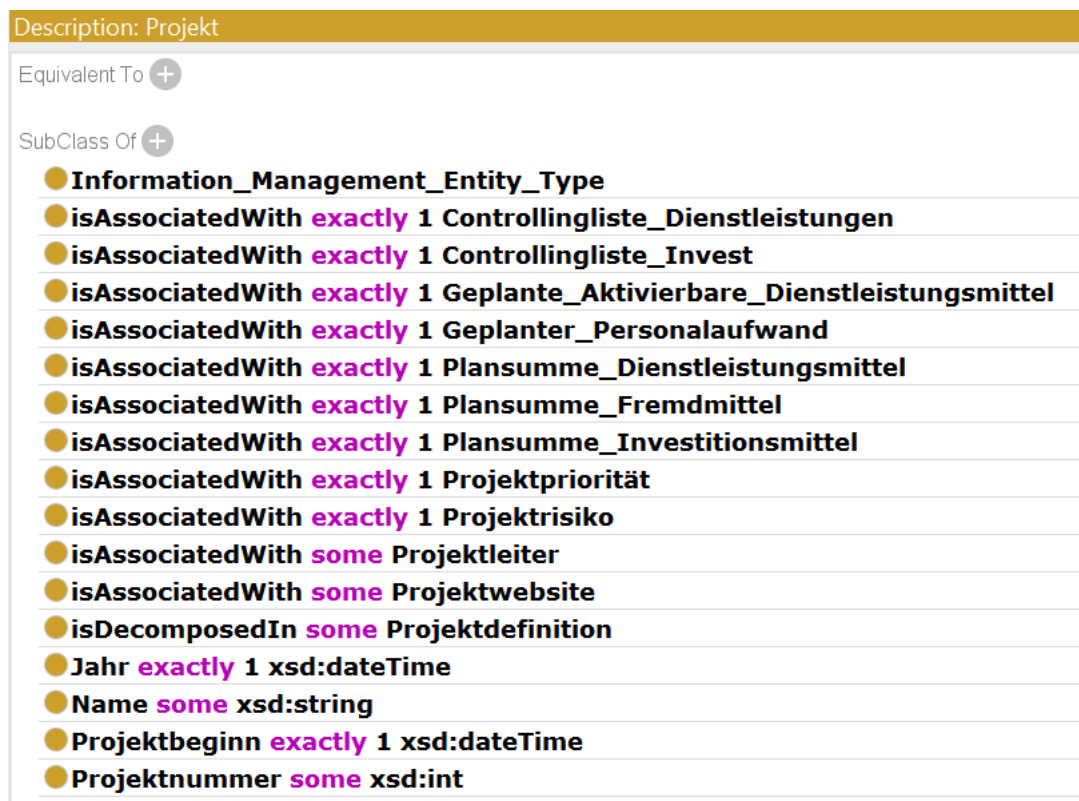 Description: Projekt
Equivalent To
SubClass Of
Information_Management_Entity_Type
isAssociatedWith exactly 1 Controllingliste_Dienstleistungen
isAssociatedWith exactly 1 Controllingliste_Invest
isAssociatedWith exactly 1 Geplante_Aktivierbare_Dienstleistungsmittel
isAssociatedWith exactly 1 Geplanter_Personalaufwand
isAssociatedWith exactly 1 Plansumme_Dienstleistungsmittel
isAssociatedWith exactly 1 Plansumme_Fremdmittel
isAssociatedWith exactly 1 Plansumme_Investitionsmittel
isAssociatedWith exactly 1 Projektpriorität
isAssociatedWith exactly 1 Projektrisiko
isAssociatedWith some Projektleiter
isAssociatedWith some Projektwebsite
isDecomposedIn some Projektdefinition
Jahr exactly 1 xsd:dateTime
Name some xsd:string
Projektbeginn exactly 1 xsd:dateTime
Projektnummer some xsd:int